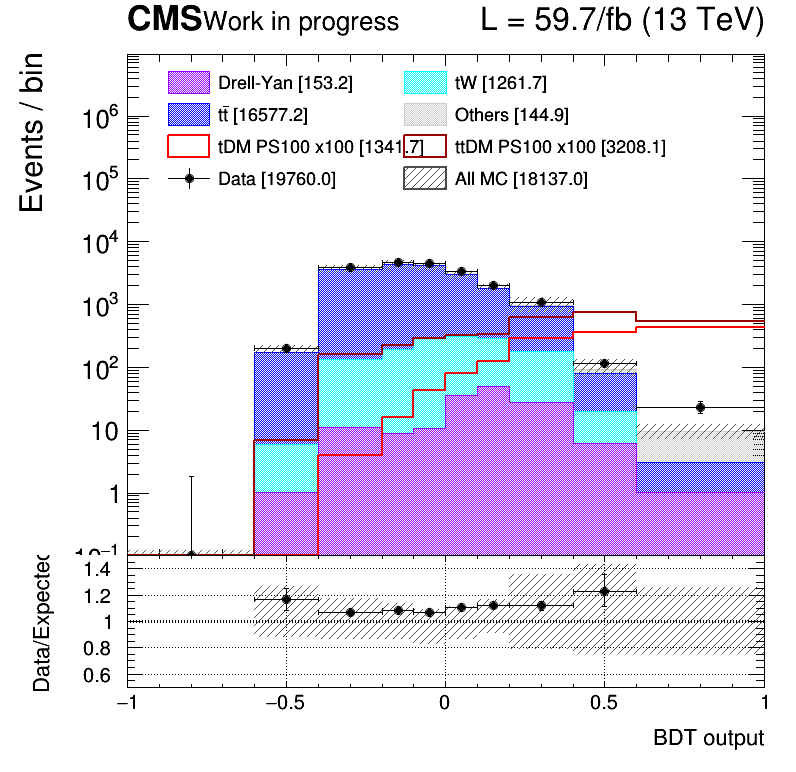 CMS Work in progress L = 59.7/fb (13 TeV)
Events / bin
Drell-Yan [153.2] tW [1261.7]
tt̄ [16577.2] Others [144.9]
tDM PS100 x100 [1341.7] ttDM PS100 x100 [3208.1]
Data [19760.0] All MC [18137.0]
10⁶
10⁵
10⁴
10³
10²
10
1
10⁻¹
Data/Expected
1.4
1.2
1
0.8
0.6
−1 −0.5 0 0.5 1
BDT output